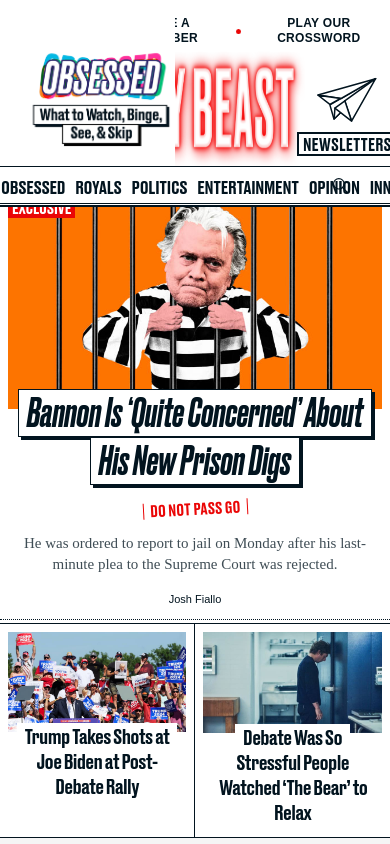 E A
BER
PLAY OUR
CROSSWORD
OBSESSED
What to Watch, Binge,
See, & Skip
Y BEAST
NEWSLETTERS
OBSESSED ROYALS POLITICS ENTERTAINMENT OPINION INN
EXCLUSIVE
Bannon Is ‘Quite Concerned’ About
His New Prison Digs
DO NOT PASS GO
He was ordered to report to jail on Monday after his last-
minute plea to the Supreme Court was rejected.
Josh Fiallo
Trump Takes Shots at
Joe Biden at Post-
Debate Rally
Debate Was So
Stressful People
Watched ‘The Bear’ to
Relax